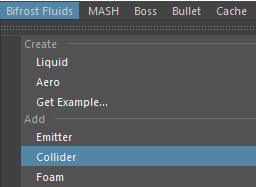 Bifrost Fluids MASH Boss Bullet Cache
Create
Liquid
Aero
Get Example...
Add
Emitter
Collider
Foam